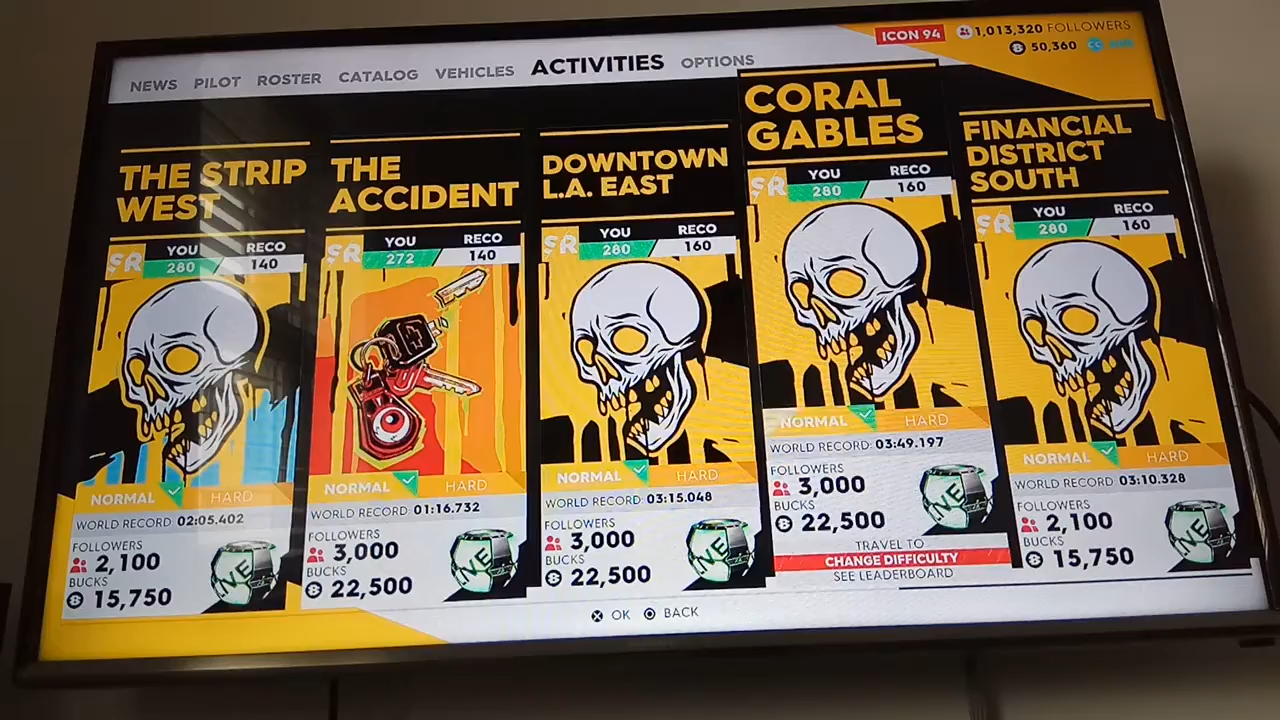 ICON 94
1,013,320 FOLLOWERS
50,360
NEWS PILOT ROSTER CATALOG VEHICLES ACTIVITIES OPTIONS
THE STRIP
WEST
SR
YOU
280
RECO
140
NORMAL HARD
WORLD RECORD: 02:05.402
FOLLOWERS
2,100
BUCKS
15,750
THE
ACCIDENT
SR
YOU
272
RECO
140
NORMAL HARD
WORLD RECORD: 01:16.732
FOLLOWERS
3,000
BUCKS
22,500
DOWNTOWN
L.A. EAST
SR
YOU
280
RECO
160
NORMAL HARD
WORLD RECORD: 03:15.048
FOLLOWERS
3,000
BUCKS
22,500
CORAL
GABLES
SR
YOU
280
RECO
160
NORMAL HARD
WORLD RECORD: 03:49.197
FOLLOWERS
3,000
BUCKS
22,500
TRAVEL TO
CHANGE DIFFICULTY
SEE LEADERBOARD
FINANCIAL
DISTRICT
SOUTH
SR
YOU
280
RECO
160
NORMAL HARD
WORLD RECORD: 03:10.328
FOLLOWERS
2,100
BUCKS
15,750
OK BACK